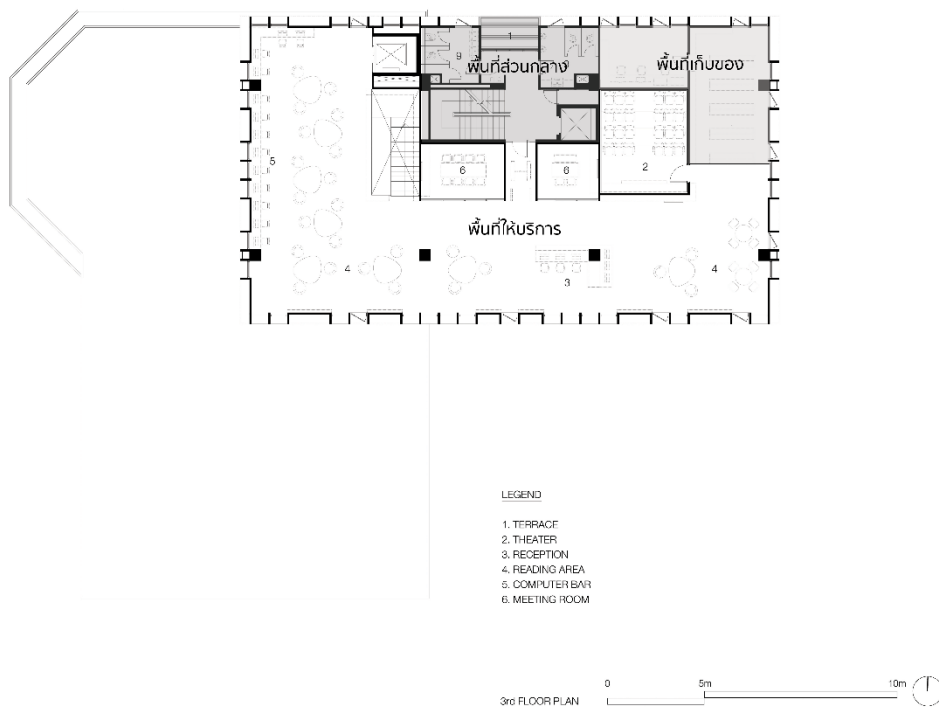 1
9
พื้นที่ส่วนกลาง
พื้นที่เก็บของ
5
6
6
2
พื้นที่ให้บริการ
4
3
4
LEGEND
1. TERRACE
2. THEATER
3. RECEPTION
4. READING AREA
5. COMPUTER BAR
6. MEETING ROOM
0
5m
10m
3rd FLOOR PLAN